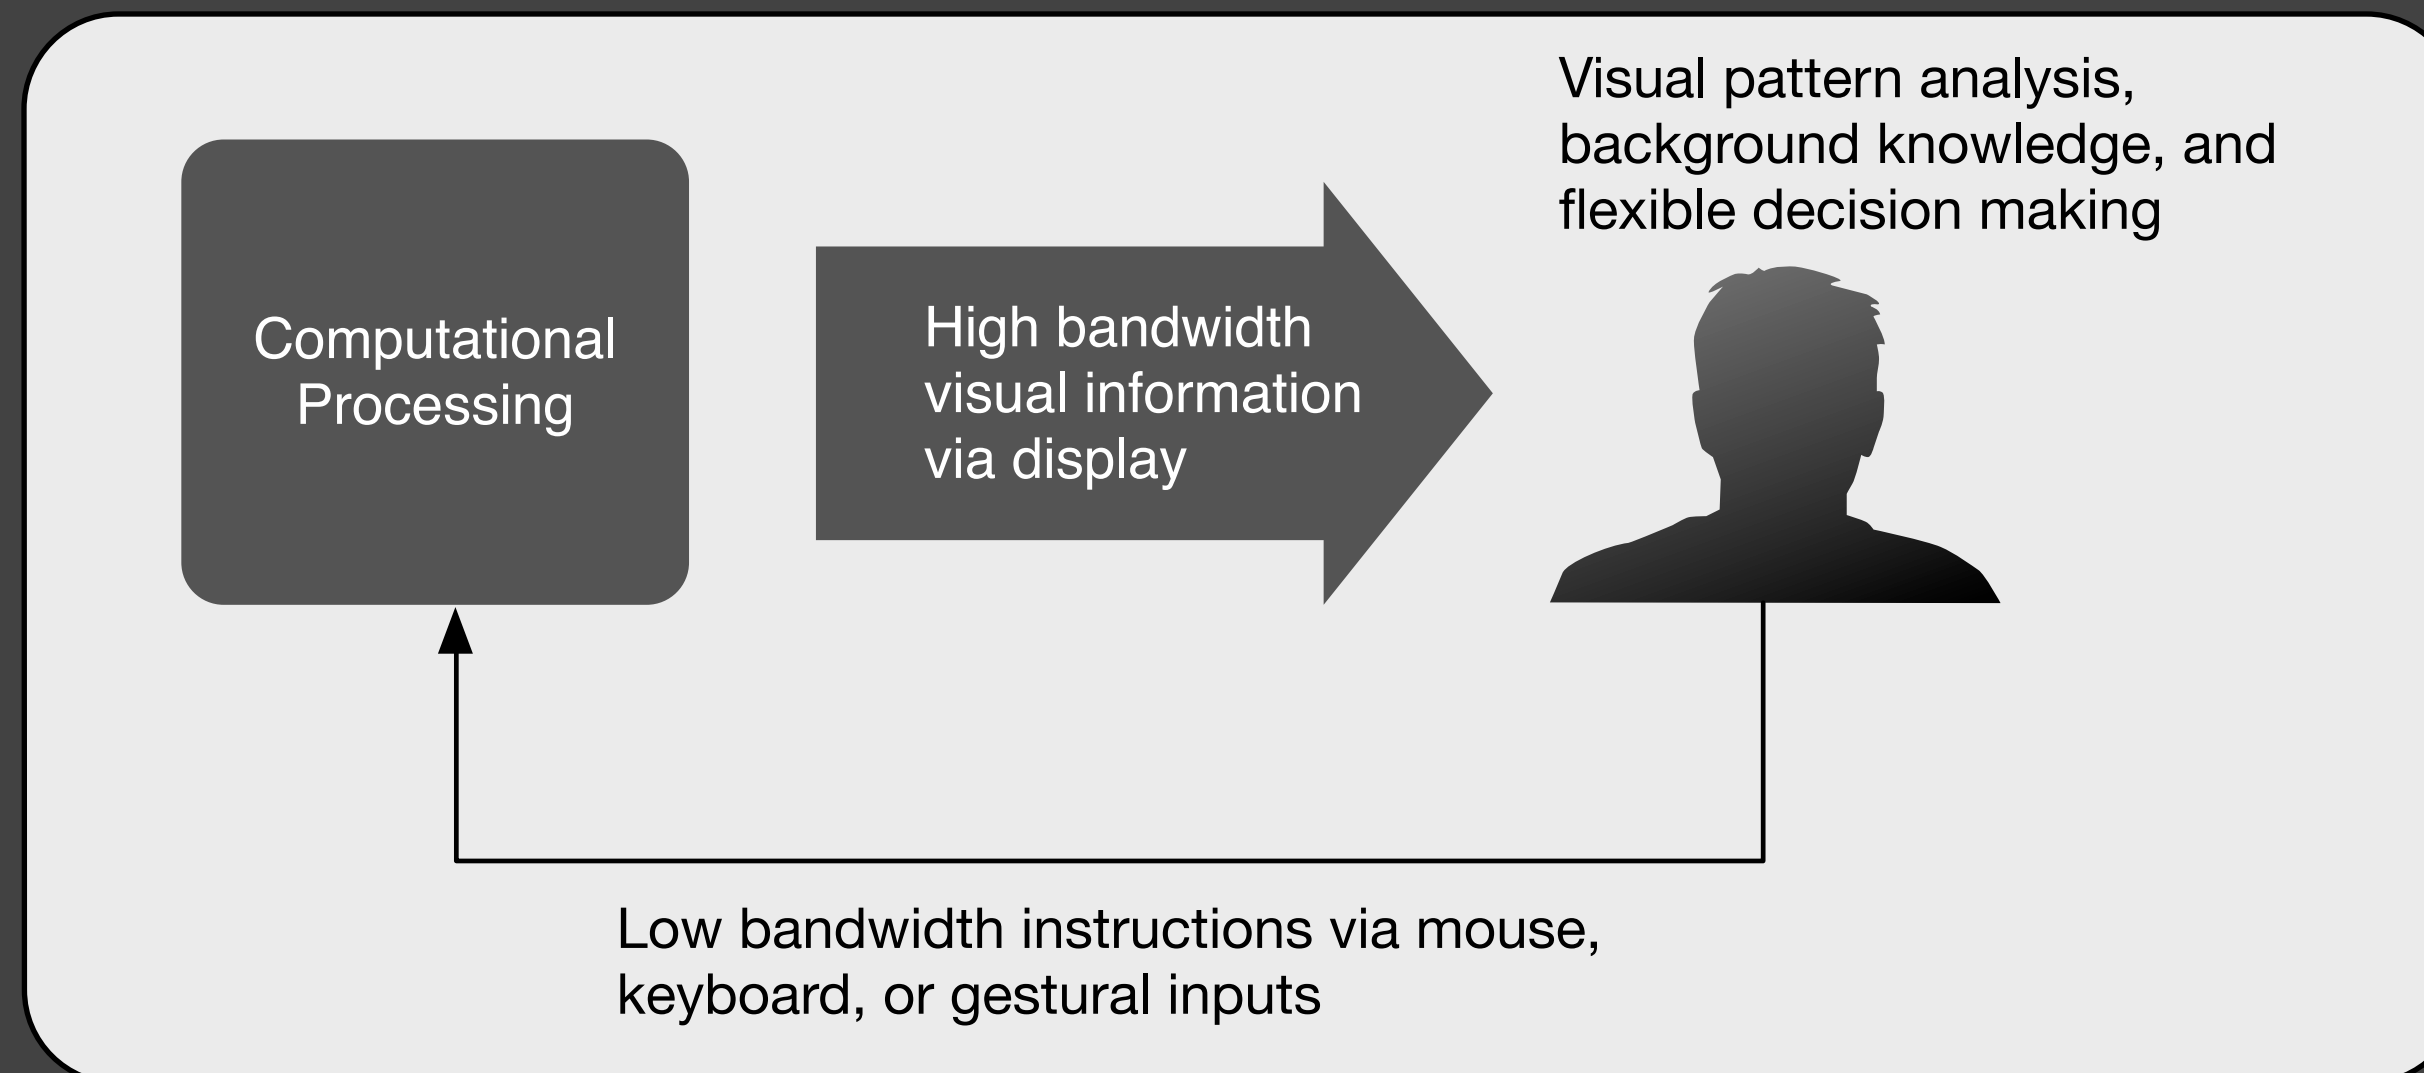 Visual pattern analysis,
background knowledge, and
flexible decision making
Computational
Processing
High bandwidth
visual information
via display
Low bandwidth instructions via mouse,
keyboard, or gestural inputs